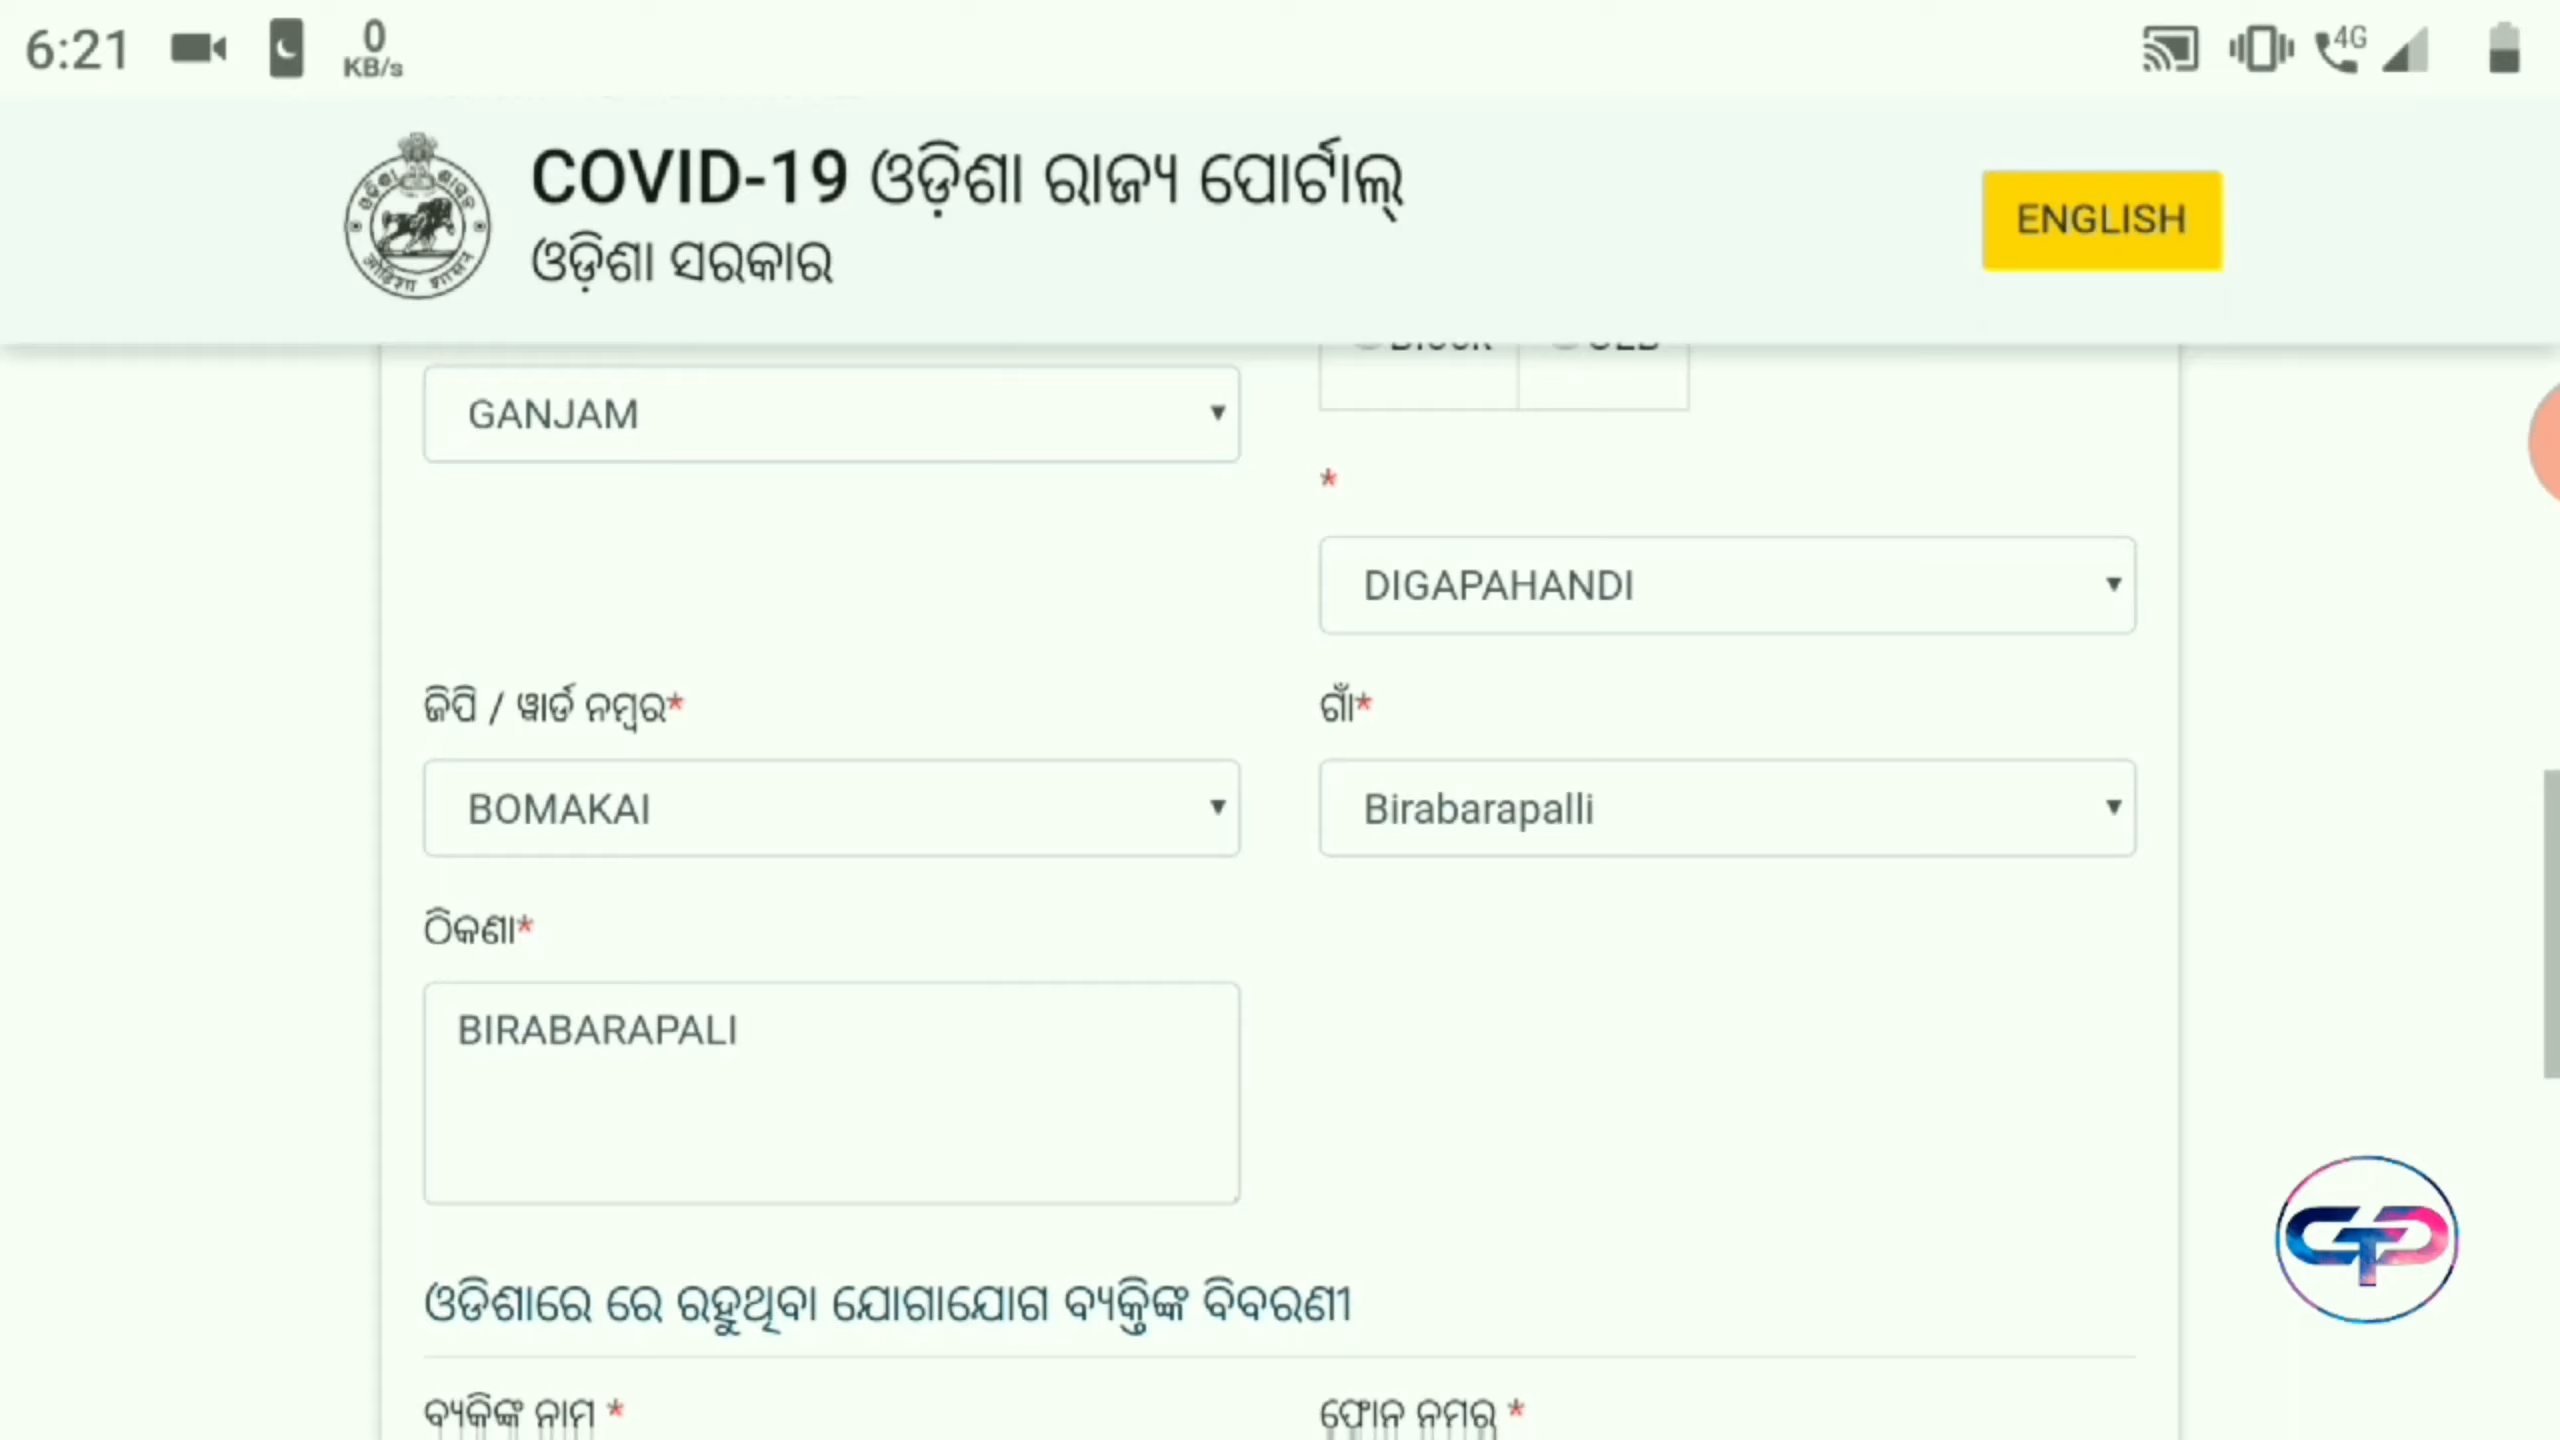 6:21 0 KB/s 4G
COVID-19 ଓଡ଼ିଶା ରାଜ୍ୟ ପୋର୍ଟାଲ୍
ଓଡ଼ିଶା ସରକାର
ENGLISH
GANJAM
*
DIGAPAHANDI
ଜିପି / ୱାର୍ଡ ନମ୍ବର*
ଗାଁ*
BOMAKAI
Birabarapalli
ଠିକଣା*
BIRABARAPALI
ଓଡିଶାରେ ରେ ରହୁଥିବା ଯୋଗାଯୋଗ ବ୍ୟକ୍ତିଙ୍କ ବିବରଣୀ
ବ୍ୟକ୍ତିଙ୍କ ନାମ *
ଫୋନ ନମ୍ବର *